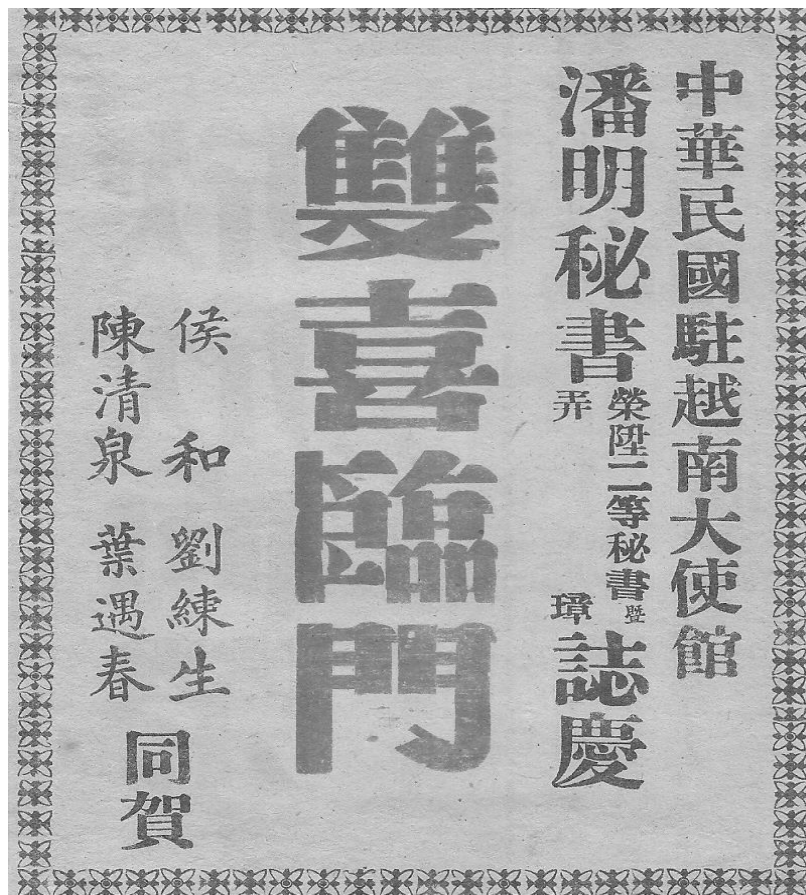 中華民國駐越南大使館
潘明秘書
榮陞二等秘書暨
弄璋
誌慶
雙喜臨門
侯和
劉練生
陳清泉
葉遇春
同賀